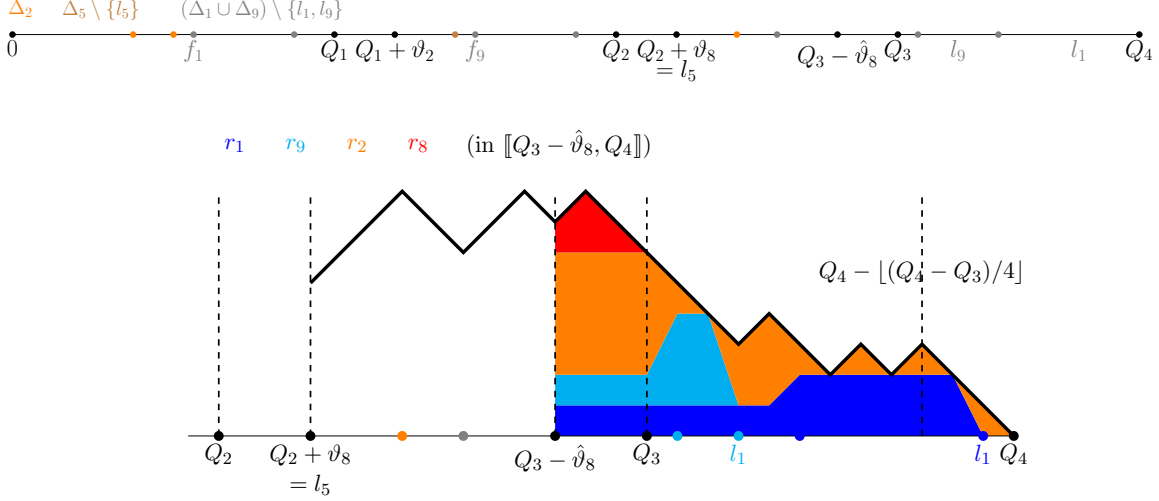 Δ₂ Δ₅ \ {l₅} (Δ₁ ∪ Δ₉) \ {l₁, l₉}
0 f₁ Q₁ Q₁ + ϑ₂ f₉ Q₂ Q₂ + ϑ₈ Q₃ − ϑ̂₈ Q₃ l₉ l₁ Q₄
= l₅
r₁ r₉ r₂ r₈ (in ⟦Q₃ − ϑ̂₈, Q₄⟧)
Q₄ − ⌊(Q₄ − Q₃)/4⌋
Q₂ Q₂ + ϑ₈ Q₃ − ϑ̂₈ Q₃ l₁ l₁ Q₄
= l₅